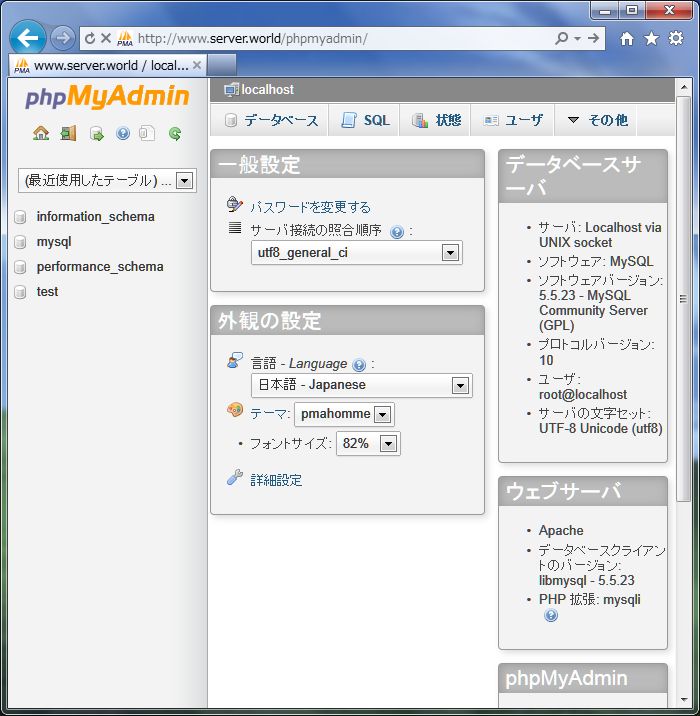 http://www.server.world/phpmyadmin/
www.server.world / local...
phpMyAdmin
(最近使用したテーブル) ...
information_schema
mysql
performance_schema
test
localhost
データベース
SQL
状態
ユーザ
その他
一般設定
パスワードを変更する
サーバ接続の照合順序 :
utf8_general_ci
外観の設定
言語 - Language :
日本語 - Japanese
テーマ: pmahomme
• フォントサイズ: 82%
詳細設定
データベースサ
ーバ
• サーバ: Localhost via
UNIX socket
• ソフトウェア: MySQL
• ソフトウェアバージョン:
5.5.23 - MySQL
Community Server
(GPL)
• プロトコルバージョン:
10
• ユーザ:
root@localhost
• サーバの文字セット:
UTF-8 Unicode (utf8)
ウェブサーバ
• Apache
• データベースクライアン
トのバージョン:
libmysql - 5.5.23
• PHP 拡張: mysqli
phpMyAdmin